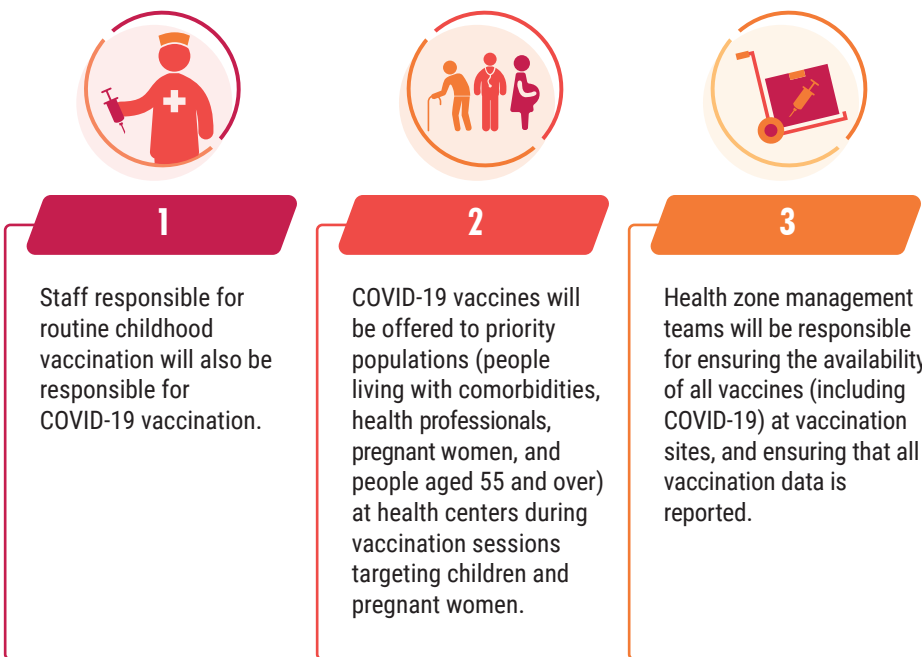 1
Staff responsible for
routine childhood
vaccination will also be
responsible for
COVID-19 vaccination.
2
COVID-19 vaccines will
be offered to priority
populations (people
living with comorbidities,
health professionals,
pregnant women, and
people aged 55 and over)
at health centers during
vaccination sessions
targeting children and
pregnant women.
3
Health zone management
teams will be responsible
for ensuring the availability
of all vaccines (including
COVID-19) at vaccination
sites, and ensuring that all
vaccination data is
reported.